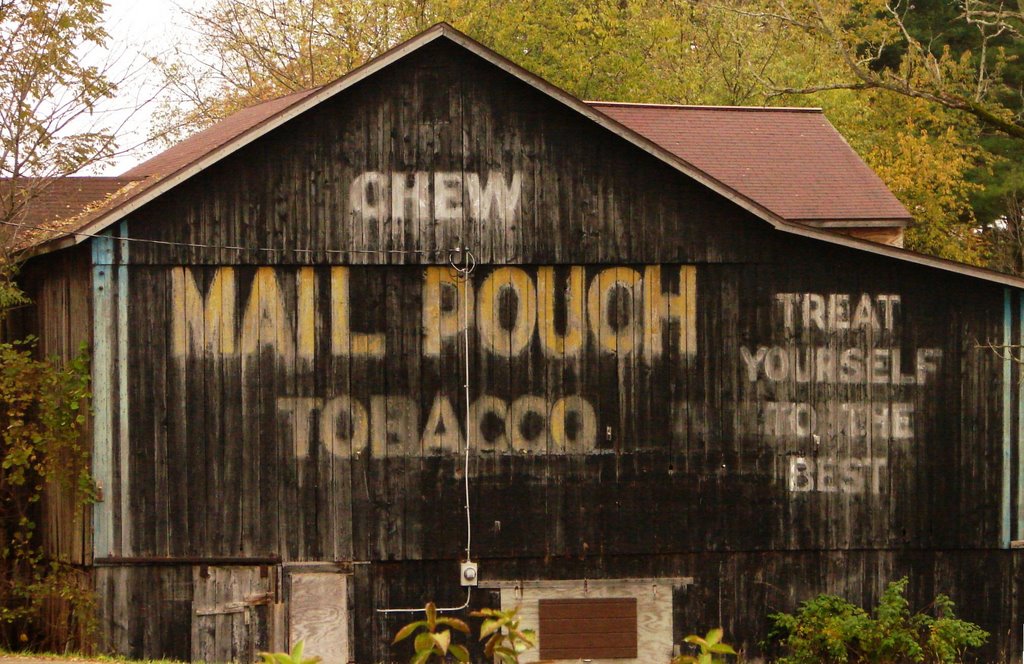 CHEW
MAIL POUCH
TOBACCO
TREAT
YOURSELF
TO THE
BEST